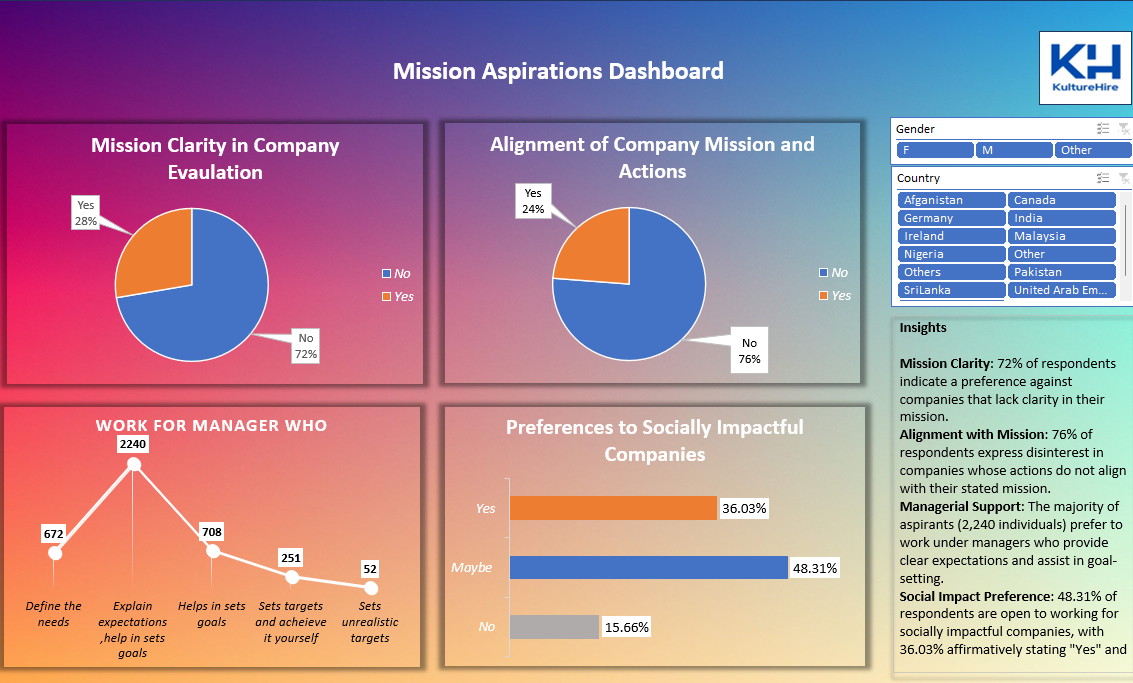 Mission Aspirations Dashboard
KH
KultureHire
Mission Clarity in Company
Evaulation
Yes
28%
No
72%
No
Yes
Alignment of Company Mission and
Actions
Yes
24%
No
76%
No
Yes
Gender
F
M
Other
Country
Afganistan
Canada
Germany
India
Ireland
Malaysia
Nigeria
Other
Others
Pakistan
SriLanka
United Arab Em...
WORK FOR MANAGER WHO
672
2240
708
251
52
Define the
needs
Explain
expectations
,help in sets
goals
Helps in sets
goals
Sets targets
and acheieve
it yourself
Sets
unrealistic
targets
Preferences to Socially Impactful
Companies
Yes
36.03%
Maybe
48.31%
No
15.66%
Insights
Mission Clarity: 72% of respondents
indicate a preference against
companies that lack clarity in their
mission.
Alignment with Mission: 76% of
respondents express disinterest in
companies whose actions do not align
with their stated mission.
Managerial Support: The majority of
aspirants (2,240 individuals) prefer to
work under managers who provide
clear expectations and assist in goal-
setting.
Social Impact Preference: 48.31% of
respondents are open to working for
socially impactful companies, with
36.03% affirmatively stating "Yes" and